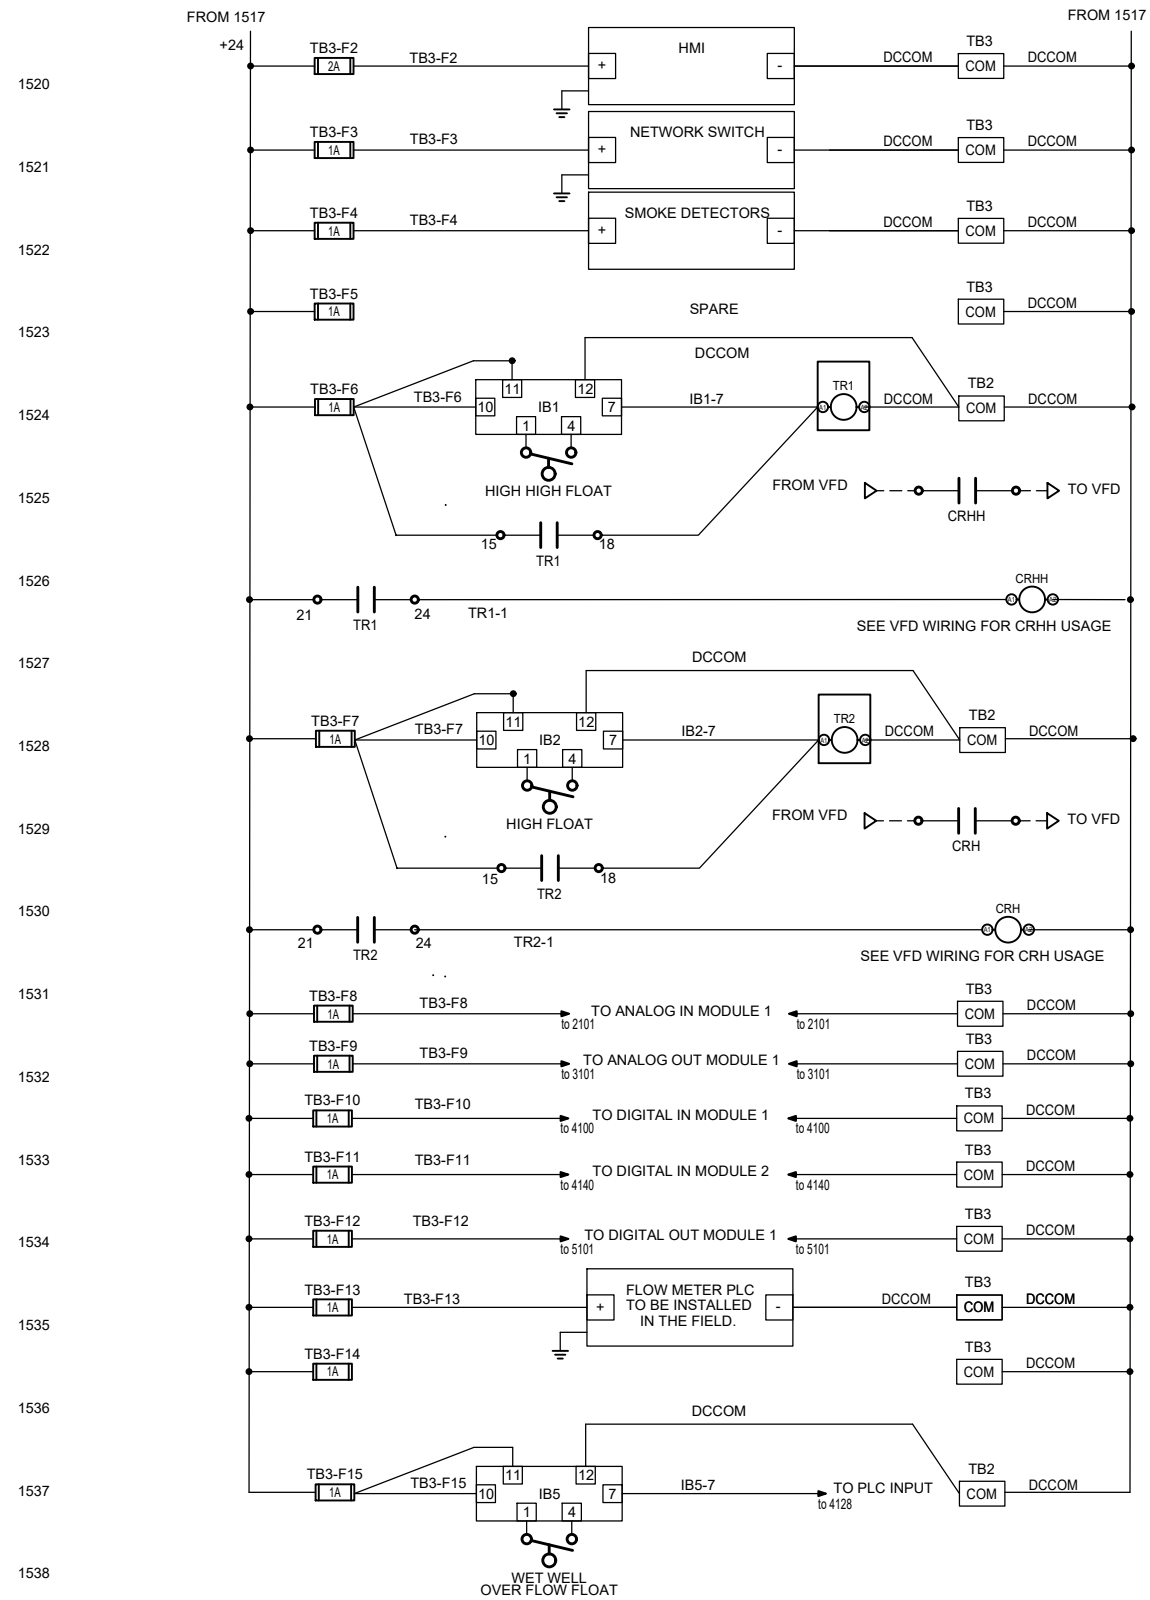 FROM 1517
FROM 1517
+24
TB3-F2
2A
TB3-F2
HMI
+
-
DCCOM
TB3
COM
DCCOM
1520
TB3-F3
1A
TB3-F3
NETWORK SWITCH
+
-
DCCOM
TB3
COM
DCCOM
1521
TB3-F4
1A
TB3-F4
SMOKE DETECTORS
+
-
DCCOM
TB3
COM
DCCOM
1522
TB3-F5
1A
SPARE
TB3
COM
DCCOM
1523
DCCOM
TB3-F6
1A
TB3-F6
11
12
10
IB1
7
1
4
IB1-7
TR1
A1
A2
DCCOM
TB2
COM
DCCOM
1524
HIGH HIGH FLOAT
FROM VFD
TO VFD
CRHH
1525
15
18
TR1
1526
21
24
TR1
TR1-1
CRHH
A1
A2
SEE VFD WIRING FOR CRHH USAGE
1527
DCCOM
TB3-F7
1A
TB3-F7
11
12
10
IB2
7
1
4
IB2-7
TR2
A1
A2
DCCOM
TB2
COM
DCCOM
1528
HIGH FLOAT
FROM VFD
TO VFD
CRH
1529
15
18
TR2
1530
21
24
TR2
TR2-1
CRH
A1
A2
SEE VFD WIRING FOR CRH USAGE
1531
TB3-F8
1A
TB3-F8
TO ANALOG IN MODULE 1
to 2101
to 2101
TB3
COM
DCCOM
TB3-F9
1A
TB3-F9
TO ANALOG OUT MODULE 1
to 3101
to 3101
TB3
COM
DCCOM
1532
TB3-F10
1A
TB3-F10
TO DIGITAL IN MODULE 1
to 4100
to 4100
TB3
COM
DCCOM
1533
TB3-F11
1A
TB3-F11
TO DIGITAL IN MODULE 2
to 4140
to 4140
TB3
COM
DCCOM
1534
TB3-F12
1A
TB3-F12
TO DIGITAL OUT MODULE 1
to 5101
to 5101
TB3
COM
DCCOM
TB3-F13
1A
TB3-F13
FLOW METER PLC
TO BE INSTALLED
IN THE FIELD.
+
-
DCCOM
TB3
COM
DCCOM
1535
TB3-F14
1A
TB3
COM
DCCOM
1536
DCCOM
TB3-F15
1A
TB3-F15
11
12
10
IB5
7
1
4
IB5-7
TO PLC INPUT
to 4128
TB2
COM
DCCOM
1537
WET WELL
OVER FLOW FLOAT
1538